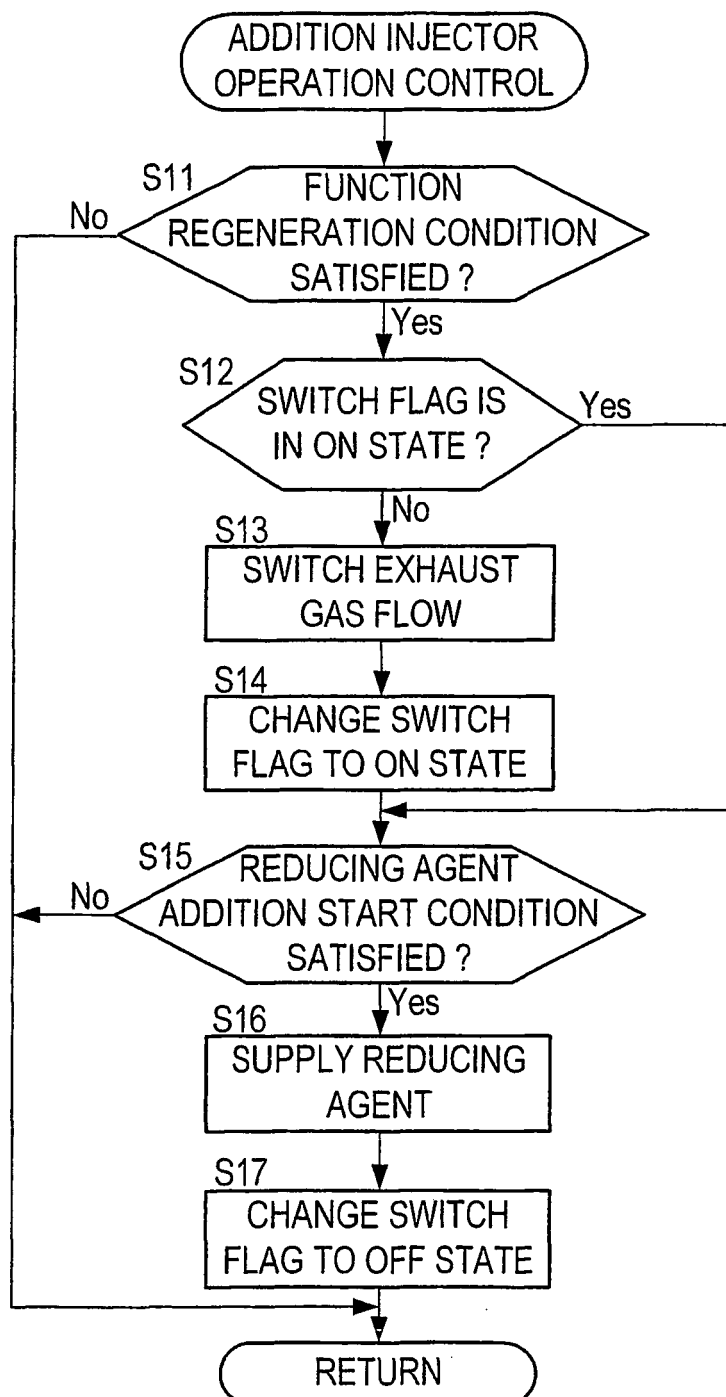 ADDITION INJECTOR
OPERATION CONTROL
S11
FUNCTION
REGENERATION CONDITION
SATISFIED ?
No
Yes
S12
SWITCH FLAG IS
IN ON STATE ?
Yes
No
S13
SWITCH EXHAUST
GAS FLOW
S14
CHANGE SWITCH
FLAG TO ON STATE
S15
REDUCING AGENT
ADDITION START CONDITION
SATISFIED ?
No
Yes
S16
SUPPLY REDUCING
AGENT
S17
CHANGE SWITCH
FLAG TO OFF STATE
RETURN